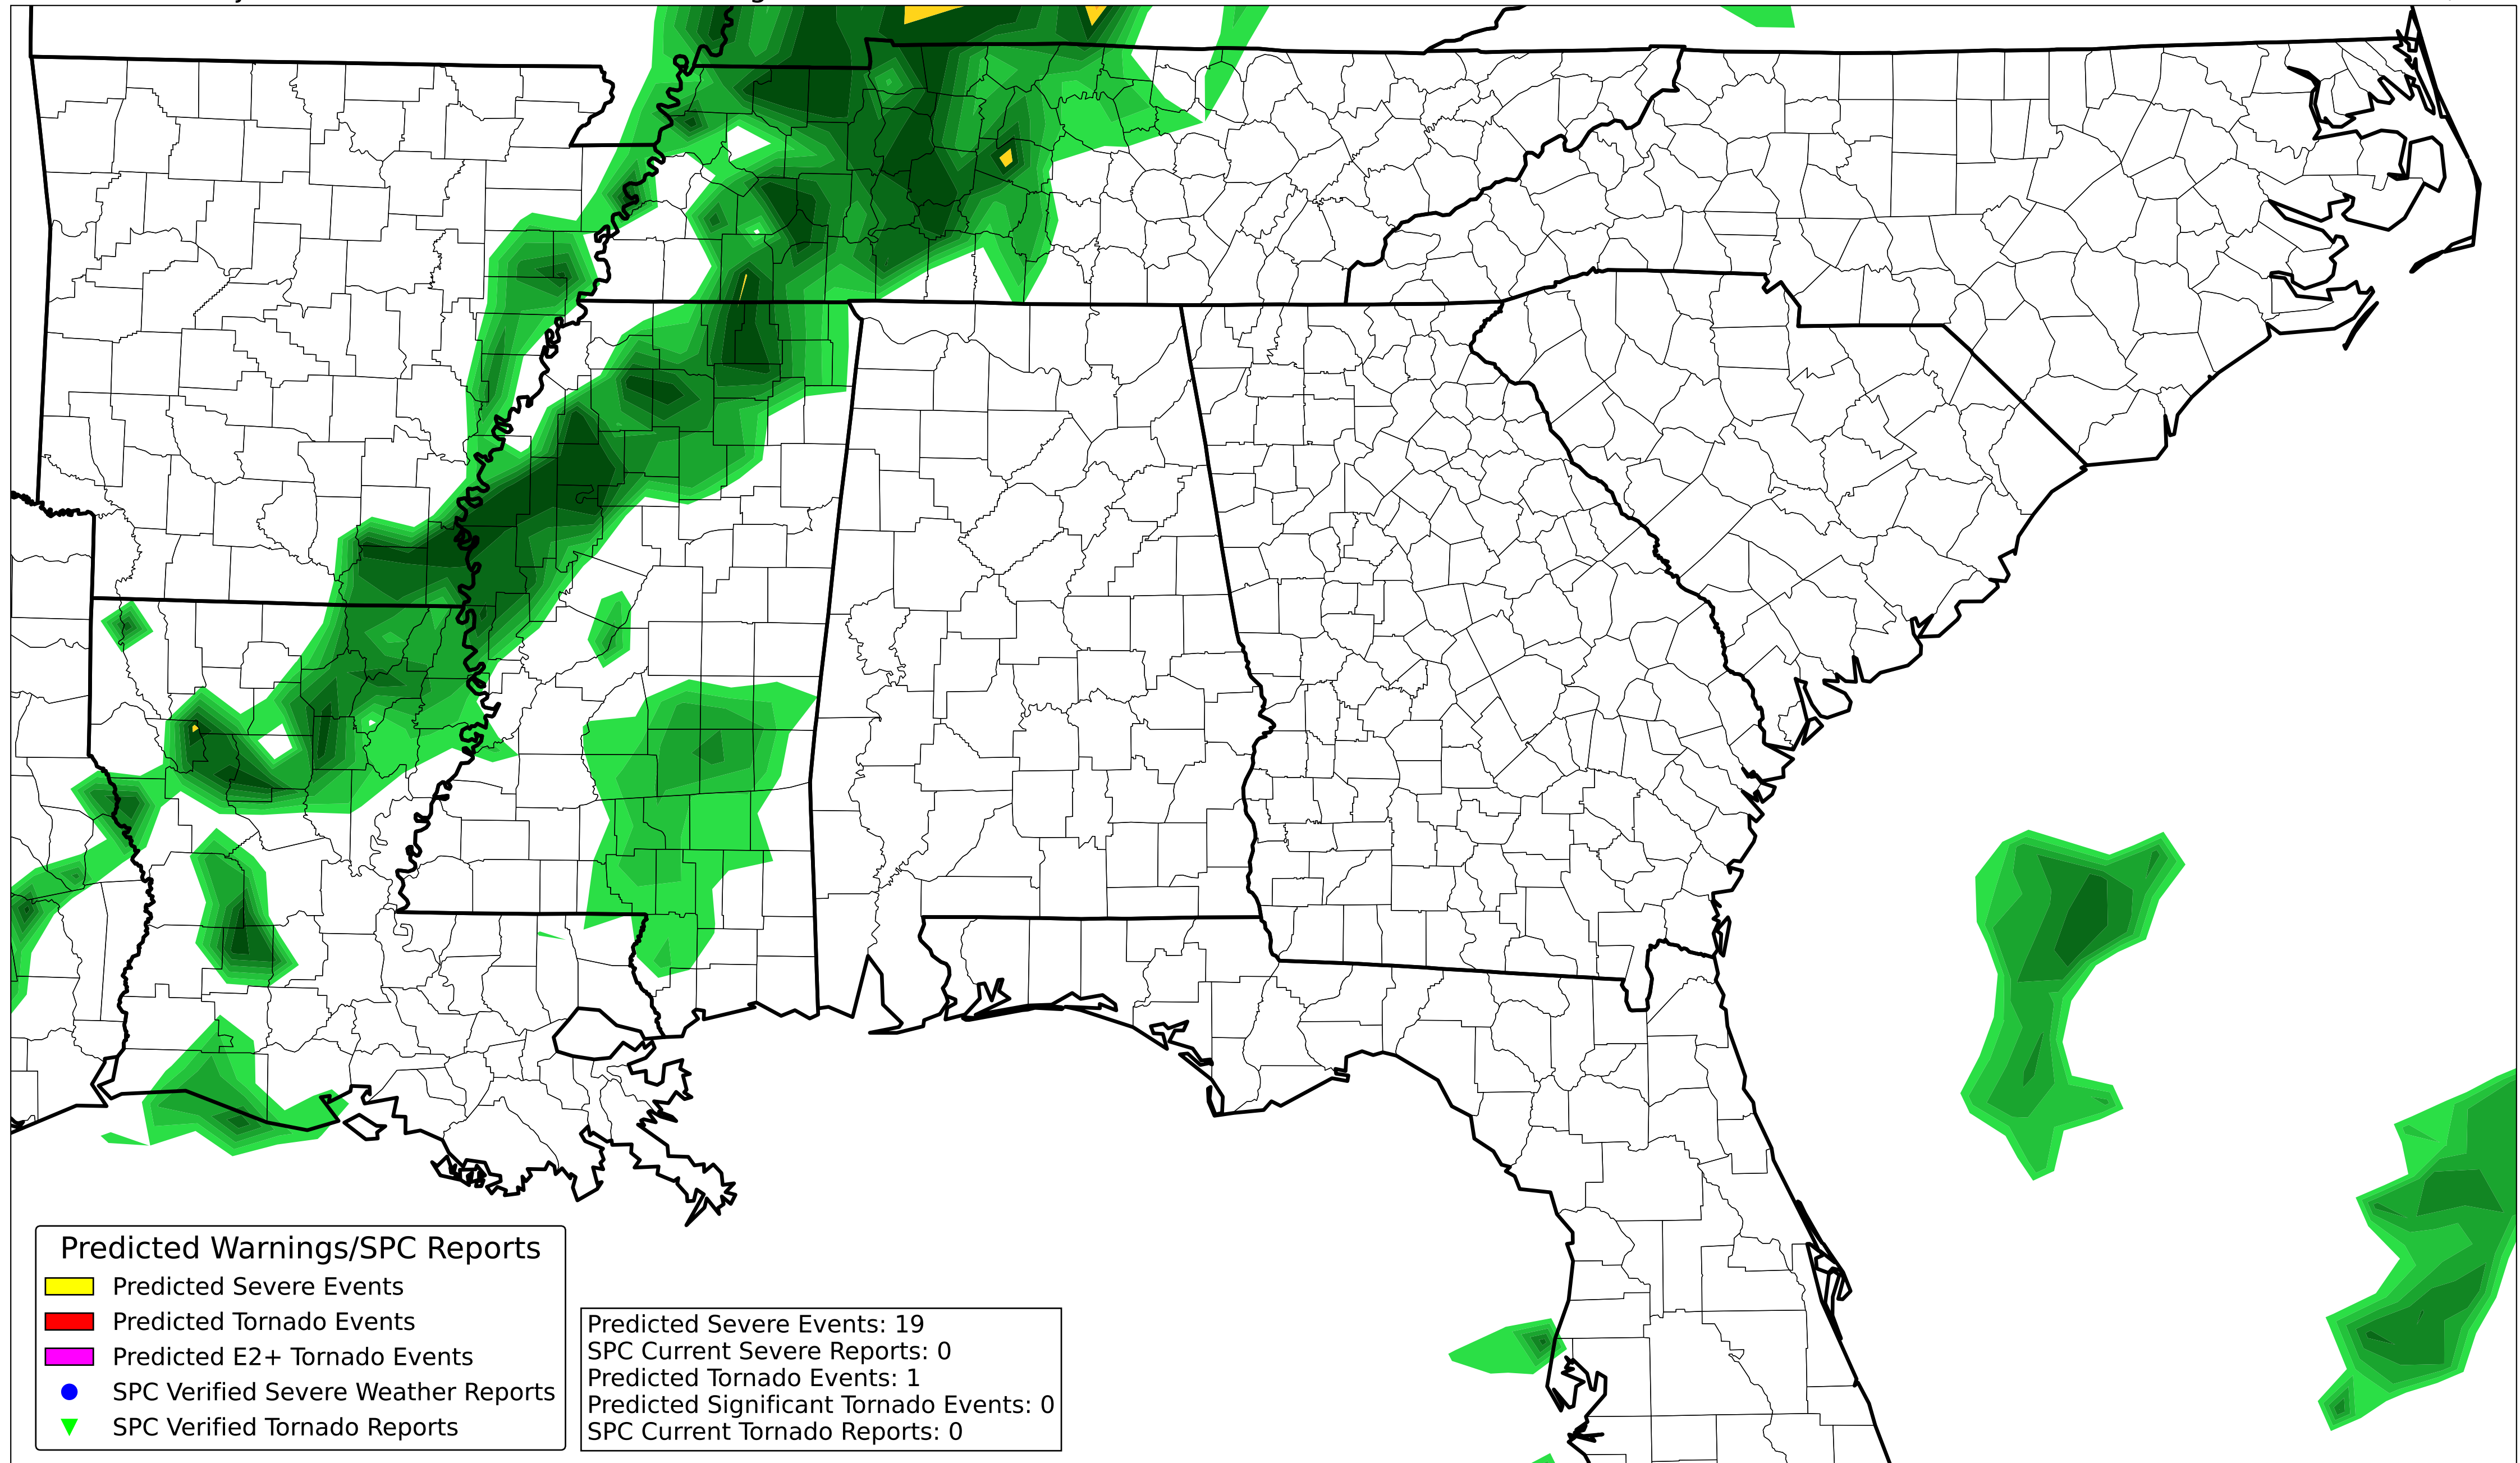 Predicted Warnings/SPC Reports
Predicted Severe Events
Predicted Tornado Events
Predicted E2+ Tornado Events
SPC Verified Severe Weather Reports
SPC Verified Tornado Reports
Predicted Severe Events: 19
SPC Current Severe Reports: 0
Predicted Tornado Events: 1
Predicted Significant Tornado Events: 0
SPC Current Tornado Reports: 0